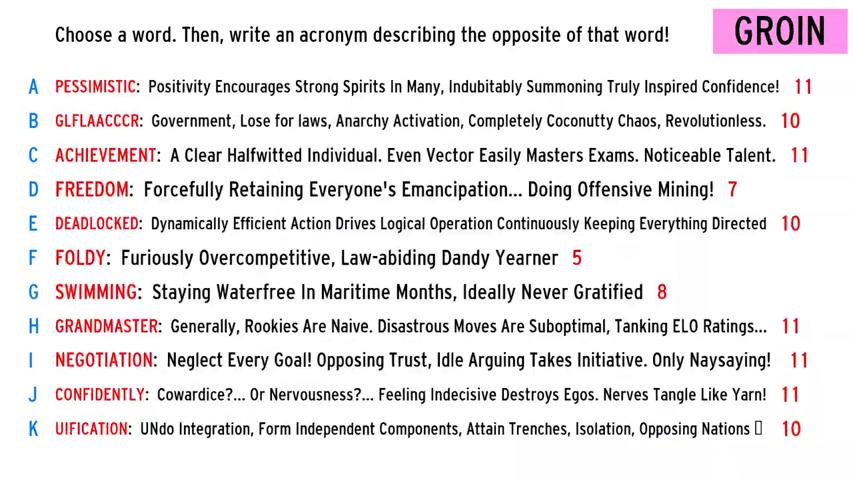 Choose a word. Then, write an acronym describing the opposite of that word!
GROIN
A PESSIMISTIC: Positivity Encourages Strong Spirits In Many, Indubitably Summoning Truly Inspired Confidence! 11
B GLFLAACCCR: Government, Lose for laws, Anarchy Activation, Completely Coconutty Chaos, Revolutionless. 10
C ACHIEVEMENT: A Clear Halfwitted Individual. Even Vector Easily Masters Exams. Noticeable Talent. 11
D FREEDOM: Forcefully Retaining Everyone's Emancipation... Doing Offensive Mining! 7
E DEADLOCKED: Dynamically Efficient Action Drives Logical Operation Continuously Keeping Everything Directed 10
F FOLDY: Furiously Overcompetitive, Law-abiding Dandy Yearner 5
G SWIMMING: Staying Waterfree In Maritime Months, Ideally Never Gratified 8
H GRANDMASTER: Generally, Rookies Are Naive. Disastrous Moves Are Suboptimal, Tanking ELO Ratings... 11
I NEGOTIATION: Neglect Every Goal! Opposing Trust, Idle Arguing Takes Initiative. Only Naysaying! 11
J CONFIDENTLY: Cowardice?... Or Nervousness?... Feeling Indecisive Destroys Egos. Nerves Tangle Like Yarn! 11
K UIFICATION: UNdo Integration, Form Independent Components, Attain Trenches, Isolation, Opposing Nations 10